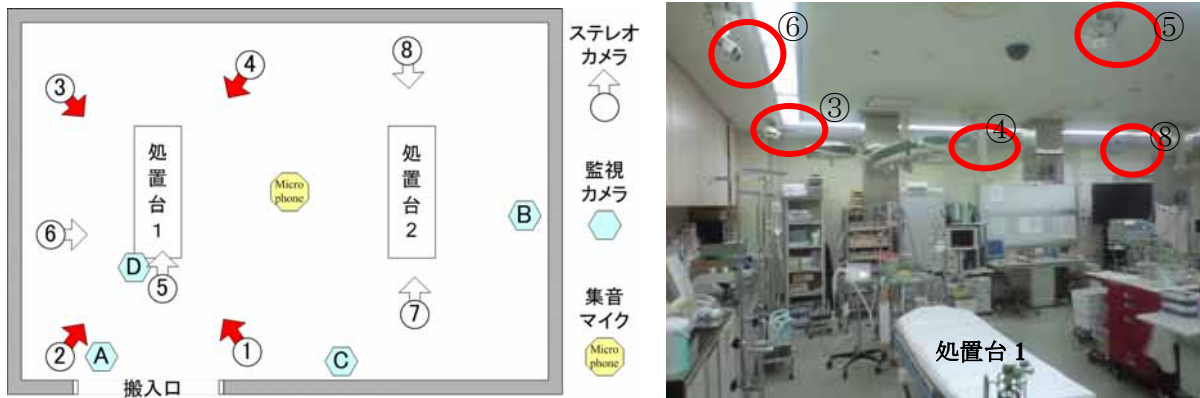 ③
④
⑧
処置台1
処置台2
Micro
phone
B
⑥
D
⑤
⑦
②
A
①
C
搬入口
ステレオ
カメラ
監視
カメラ
集音
マイク
Micro
phone
⑥
⑤
③
④
⑧
処置台1